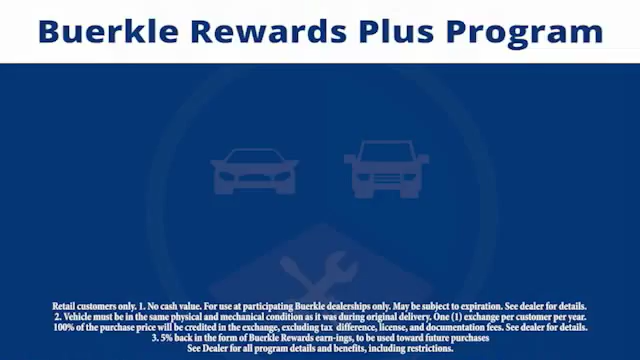 Buerkle Rewards Plus Program
Retail customers only. 1. No cash value. For use at participating Buerkle dealerships only. May be subject to expiration. See dealer for details.
2. Vehicle must be in the same physical and mechanical condition as it was during original delivery. One (1) exchange per customer per year.
100% of the purchase price will be credited in the exchange, excluding tax difference, license, and documentation fees. See dealer for details.
3. 5% back in the form of Buerkle Rewards earn-ings, to be used toward future purchases
See Dealer for all program details and benefits, including restrictions.